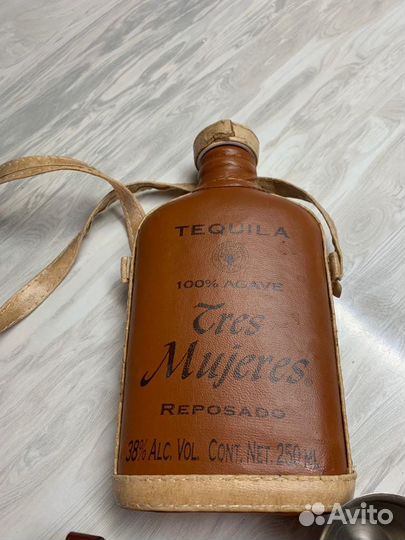 TEQUILA
100% AGAVE
Tres
Mujeres
REPOSADO
38% ALC. VOL. CONT. NET. 250 ML
Avito